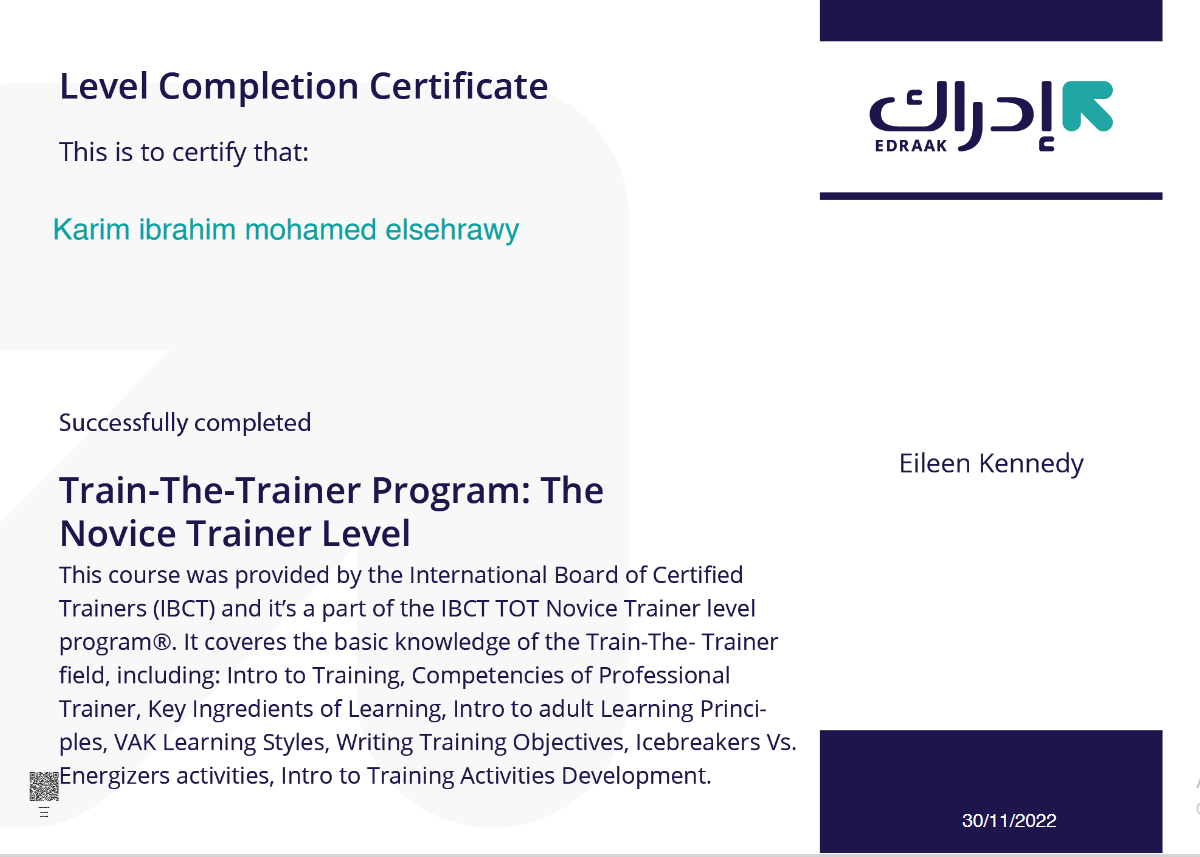 Level Completion Certificate
This is to certify that:
Karim ibrahim mohamed elsehrawy
Successfully completed
Train-The-Trainer Program: The
Novice Trainer Level
This course was provided by the International Board of Certified
Trainers (IBCT) and it’s a part of the IBCT TOT Novice Trainer level
program®. It coveres the basic knowledge of the Train-The- Trainer
field, including: Intro to Training, Competencies of Professional
Trainer, Key Ingredients of Learning, Intro to adult Learning Princi-
ples, VAK Learning Styles, Writing Training Objectives, Icebreakers Vs.
Energizers activities, Intro to Training Activities Development.
إدراك
EDRAAK
Eileen Kennedy
30/11/2022